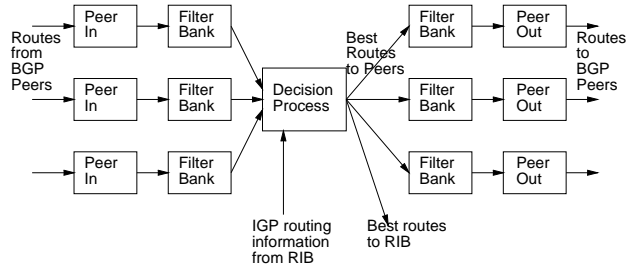 Routes
from
BGP
Peers
Peer
In
Filter
Bank
Peer
In
Filter
Bank
Peer
In
Filter
Bank
Decision
Process
IGP routing
information
from RIB
Best
Routes
to Peers
Best routes
to RIB
Filter
Bank
Peer
Out
Filter
Bank
Peer
Out
Filter
Bank
Peer
Out
Routes
to
BGP
Peers